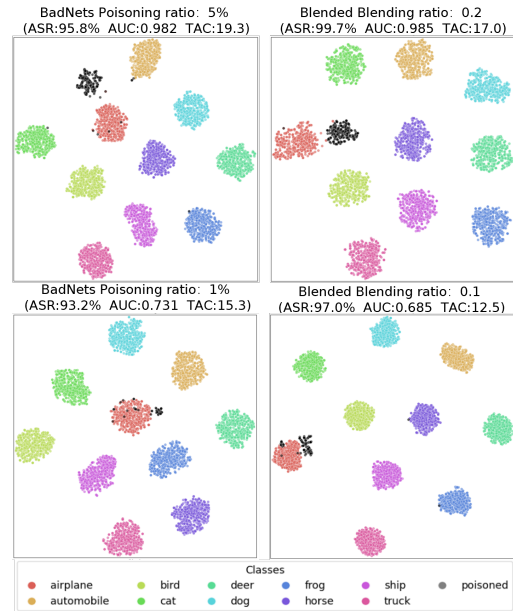 BadNets Poisoning ratio: 5%
(ASR:95.8% AUC:0.982 TAC:19.3)
Blended Blending ratio: 0.2
(ASR:99.7% AUC:0.985 TAC:17.0)
BadNets Poisoning ratio: 1%
(ASR:93.2% AUC:0.731 TAC:15.3)
Blended Blending ratio: 0.1
(ASR:97.0% AUC:0.685 TAC:12.5)
Classes
airplane bird deer frog ship poisoned
automobile cat dog horse truck